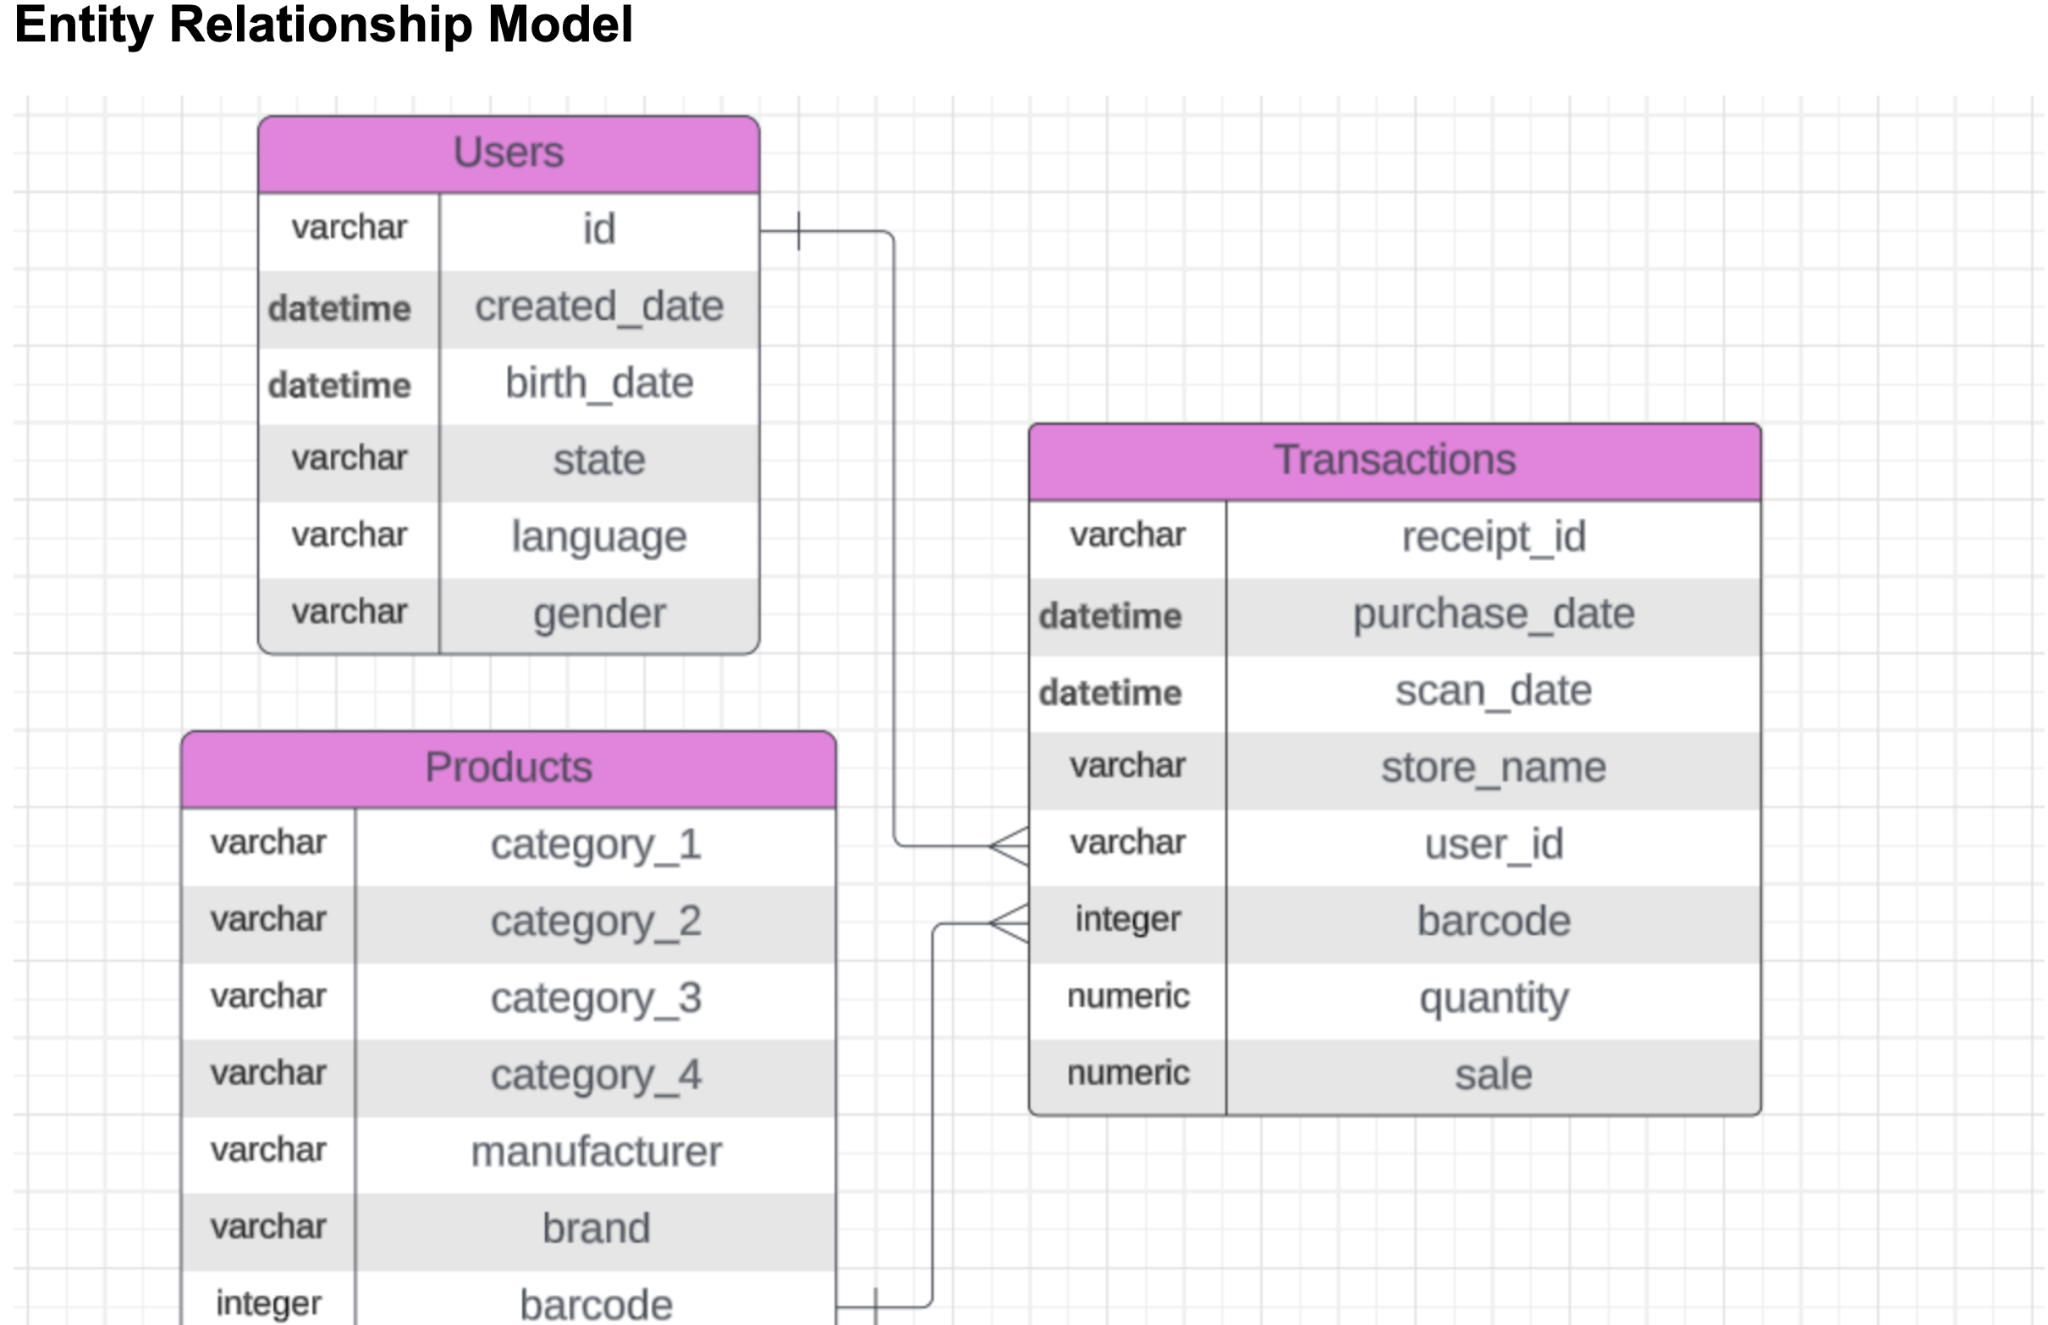 Entity Relationship Model
Users
varchar id
datetime created_date
datetime birth_date
varchar state
varchar language
varchar gender
Products
varchar category_1
varchar category_2
varchar category_3
varchar category_4
varchar manufacturer
varchar brand
integer barcode
Transactions
varchar receipt_id
datetime purchase_date
datetime scan_date
varchar store_name
varchar user_id
integer barcode
numeric quantity
numeric sale